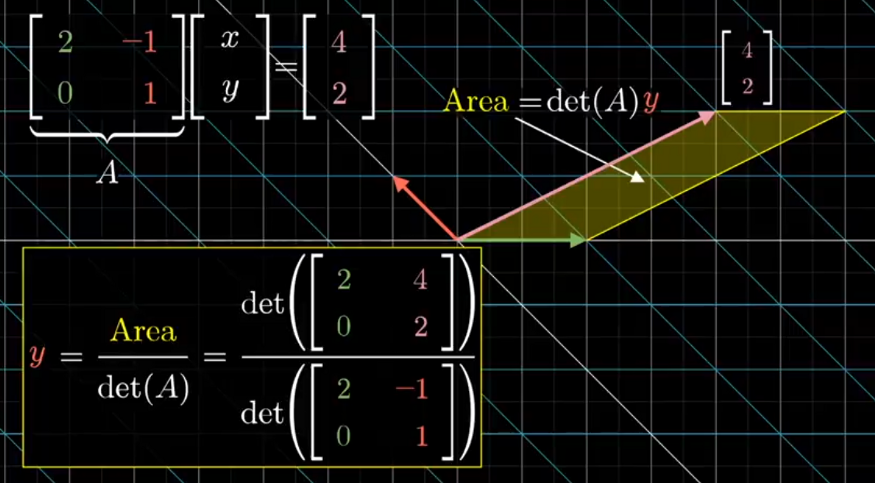 [2 −1
0 1] [x
y] = [4
2]
A
Area = det(A)y
[4
2]
y = Area / det(A) = det([2 4
0 2]) / det([2 −1
0 1])